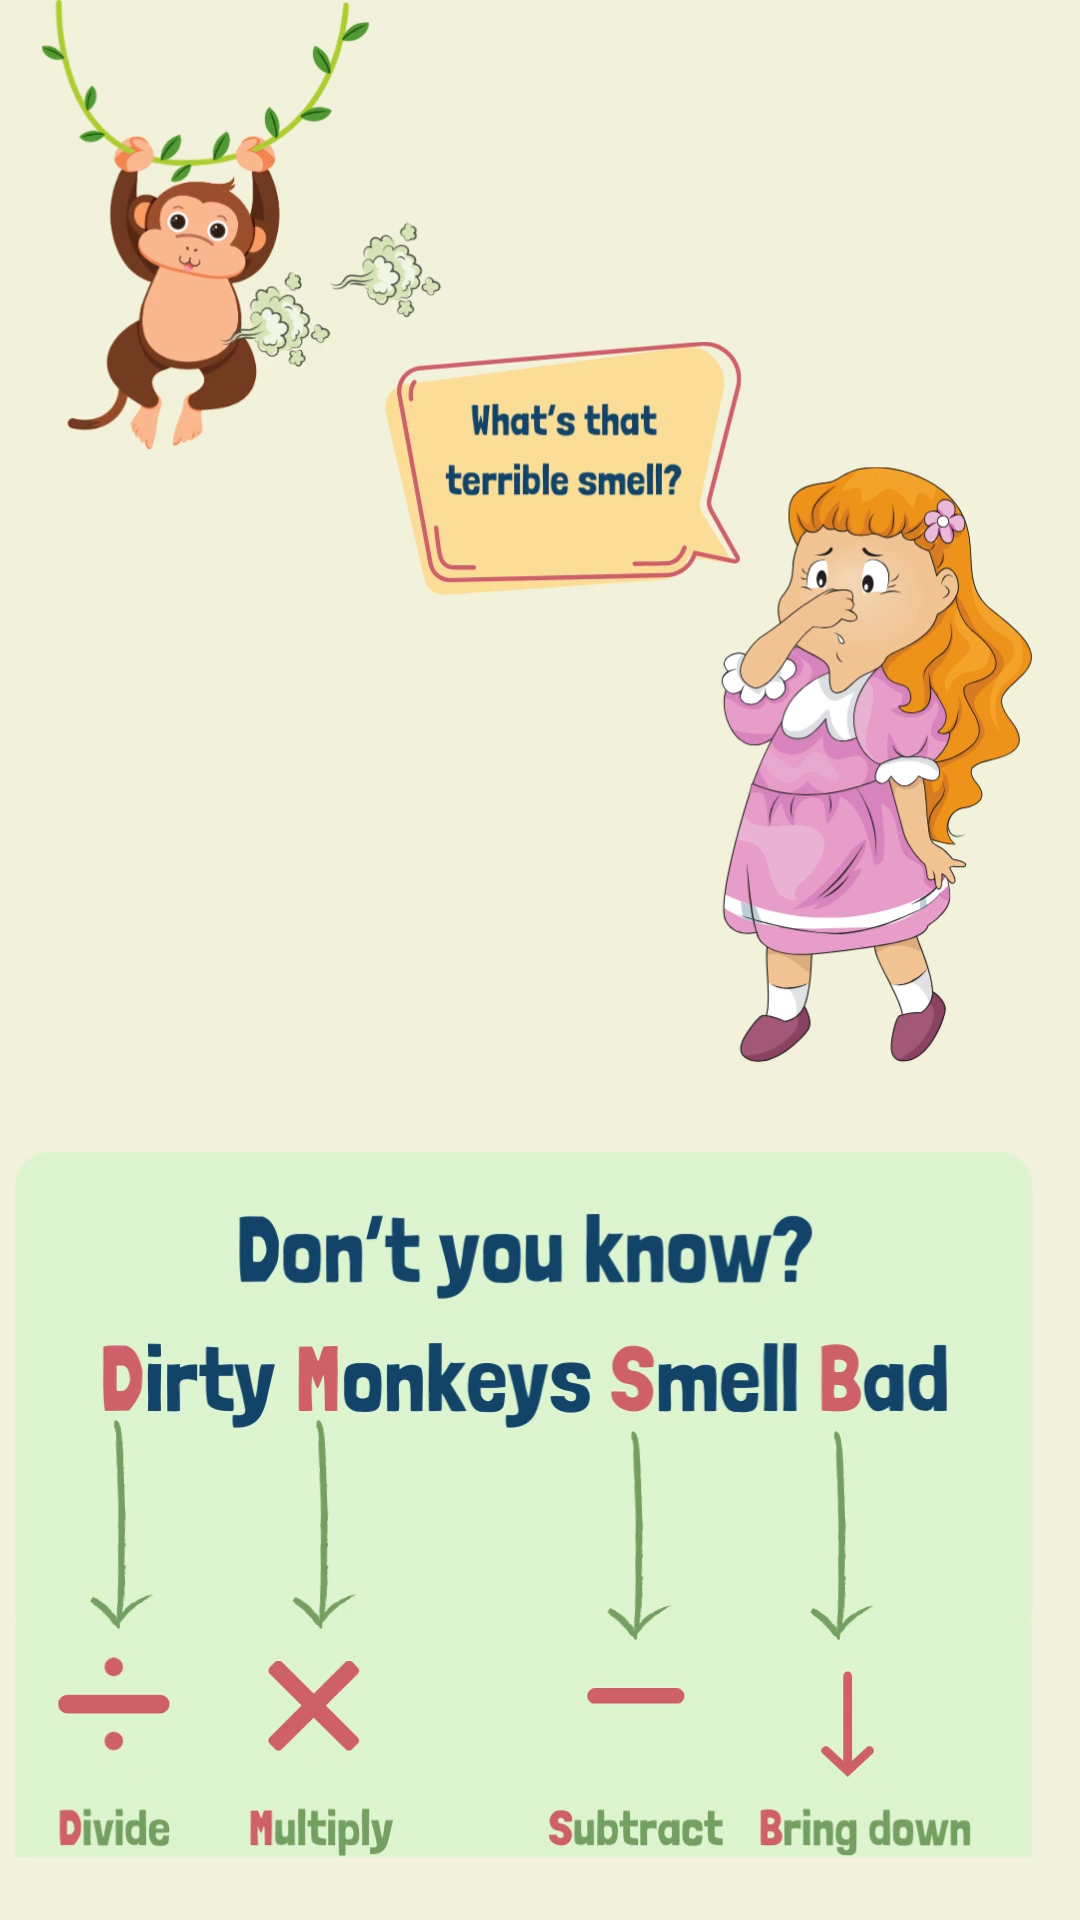 What's that
terrible smell?
Don't you know?
Dirty Monkeys Smell Bad
Divide Multiply Subtract Bring down